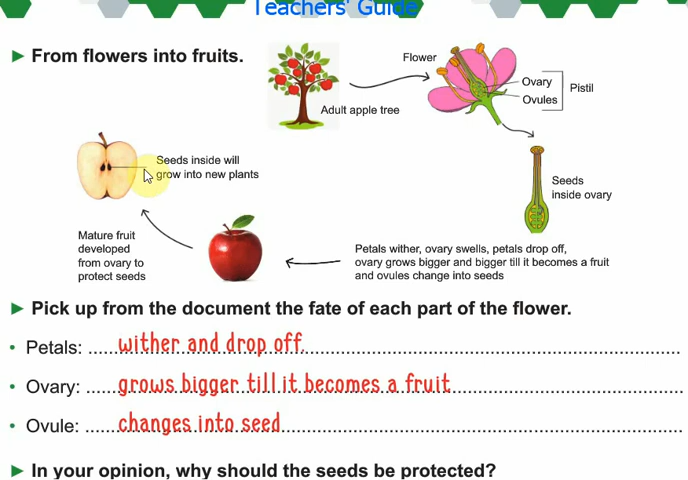 Teachers' Guide
► From flowers into fruits.
Flower
Adult apple tree
Ovary
Ovules
Pistil
Seeds inside will
grow into new plants
Seeds
inside ovary
Mature fruit
developed
from ovary to
protect seeds
Petals wither, ovary swells, petals drop off,
ovary grows bigger and bigger till it becomes a fruit
and ovules change into seeds
► Pick up from the document the fate of each part of the flower.
• Petals: wither and drop off.
• Ovary: grows bigger till it becomes a fruit
• Ovule: changes into seed
► In your opinion, why should the seeds be protected?